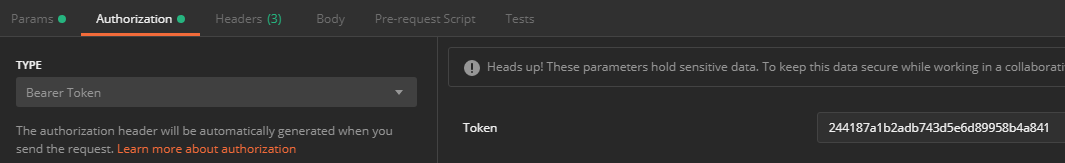 Params
Authorization
Headers (3)
Body
Pre-request Script
Tests
TYPE
Bearer Token
The authorization header will be automatically generated when you
send the request. Learn more about authorization
Heads up! These parameters hold sensitive data. To keep this data secure while working in a collaborati
Token
244187a1b2adb743d5e6d89958b4a841